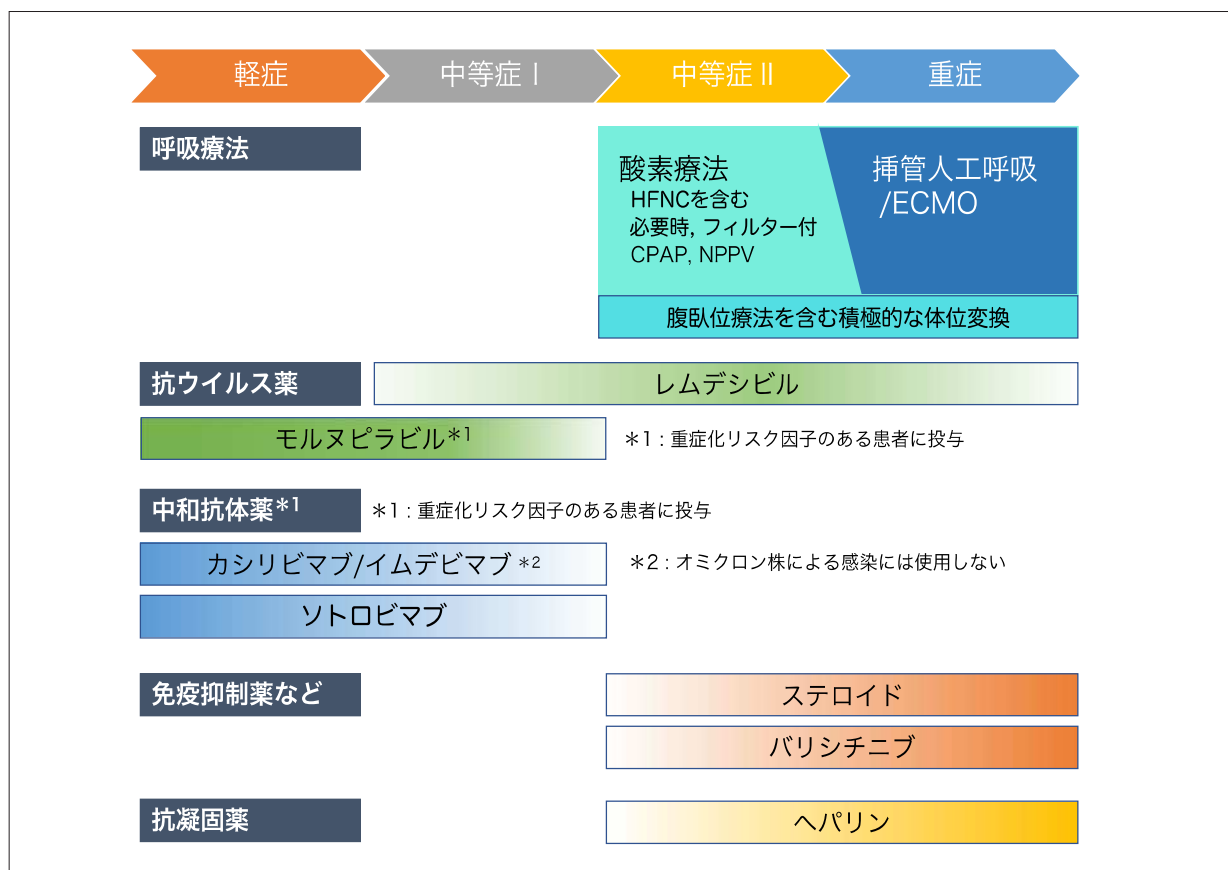 軽症
中等症Ⅰ
中等症Ⅱ
重症
呼吸療法
酸素療法
HFNCを含む
必要時, フィルター付
CPAP, NPPV
挿管人工呼吸
/ECMO
腹臥位療法を含む積極的な体位変換
抗ウイルス薬
レムデシビル
モルヌピラビル*1
*1 : 重症化リスク因子のある患者に投与
中和抗体薬*1
*1 : 重症化リスク因子のある患者に投与
カシリビマブ/イムデビマブ *2
*2 : オミクロン株による感染には使用しない
ソトロビマブ
免疫抑制薬など
ステロイド
バリシチニブ
抗凝固薬
ヘパリン